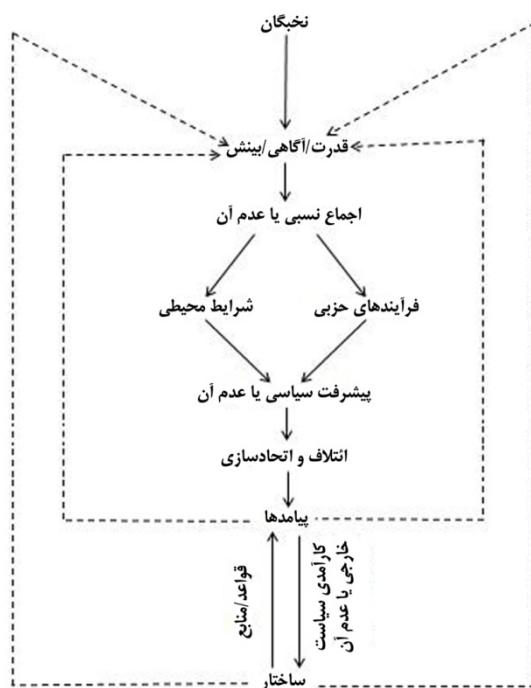 نخبگان
قدرت/آگاهی/بینش
اجماع نسبی یا عدم آن
فرآیندهای حزبی
شرایط محیطی
پیشرفت سیاسی یا عدم آن
ائتلاف و اتحادسازی
پیامدها
کارآمدی سیاست
خارجی یا عدم آن
قواعد/منابع
ساختار